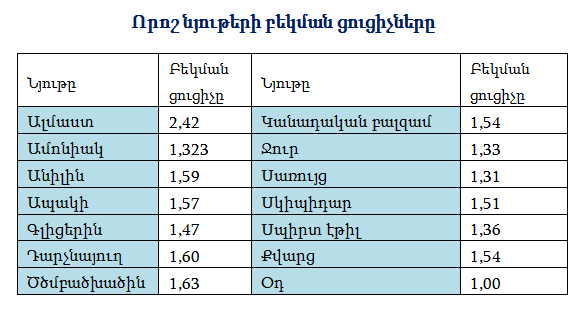 Որոշ նյութերի բեկման ցուցիչները
Նյութը Բեկման ցուցիչը Նյութը Բեկման ցուցիչը
Ալմաստ 2,42 Կանադական բալզամ 1,54
Ամոնիակ 1,323 Ջուր 1,33
Անիլին 1,59 Սառույց 1,31
Ապակի 1,57 Սկիպիդար 1,51
Գլիցերին 1,47 Սպիրտ էթիլ 1,36
Դարչնայուղ 1,60 Քվարց 1,54
Ծծմբածխածին 1,63 Օդ 1,00